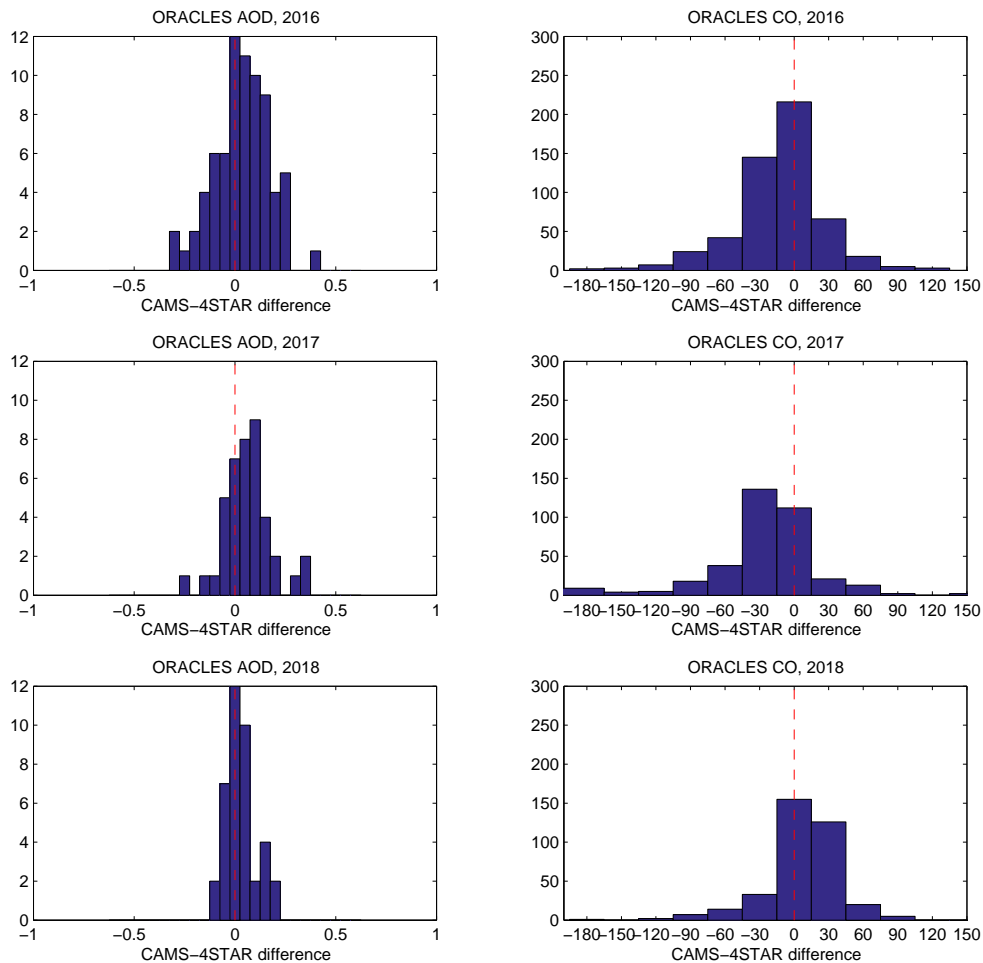 ORACLES AOD, 2016
12
10
8
6
4
2
0
−1 −0.5 0 0.5 1
CAMS−4STAR difference
ORACLES CO, 2016
300
250
200
150
100
50
0
−180 −150 −120 −90 −60 −30 0 30 60 90 120 150
CAMS−4STAR difference
ORACLES AOD, 2017
12
10
8
6
4
2
0
−1 −0.5 0 0.5 1
CAMS−4STAR difference
ORACLES CO, 2017
300
250
200
150
100
50
0
−180 −150 −120 −90 −60 −30 0 30 60 90 120 150
CAMS−4STAR difference
ORACLES AOD, 2018
12
10
8
6
4
2
0
−1 −0.5 0 0.5 1
CAMS−4STAR difference
ORACLES CO, 2018
300
250
200
150
100
50
0
−180 −150 −120 −90 −60 −30 0 30 60 90 120 150
CAMS−4STAR difference